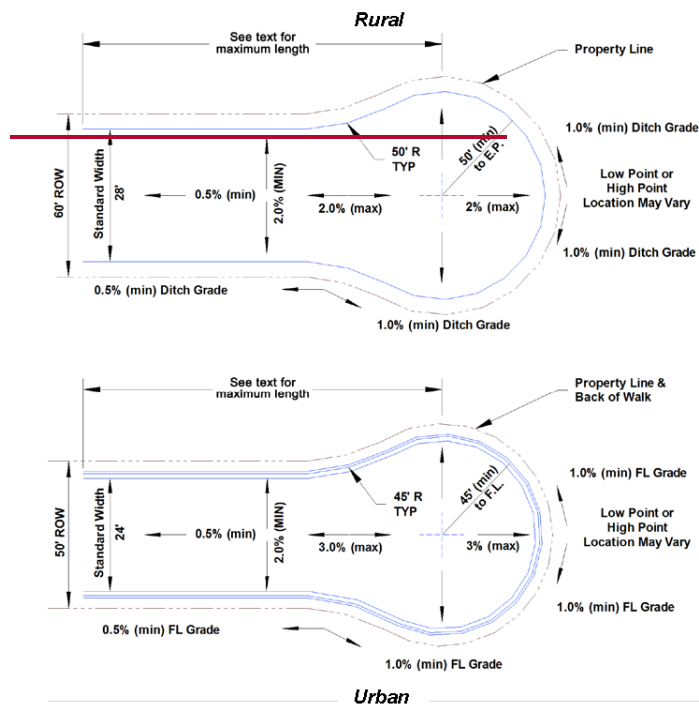 Rural
See text for
maximum length
Property Line
1.0% (min) Ditch Grade
50' R
TYP
50' (min)
to E.P.
60' ROW
Standard Width
28'
0.5% (min)
2.0% (MIN)
2.0% (max)
2% (max)
Low Point or
High Point
Location May Vary
1.0% (min) Ditch Grade
0.5% (min) Ditch Grade
1.0% (min) Ditch Grade
See text for
maximum length
Property Line &
Back of Walk
1.0% (min) FL Grade
45' R
TYP
45' (min)
to F.L.
50' ROW
Standard Width
24'
0.5% (min)
2.0% (MIN)
3.0% (max)
3% (max)
Low Point or
High Point
Location May Vary
1.0% (min) FL Grade
0.5% (min) FL Grade
1.0% (min) FL Grade
Urban